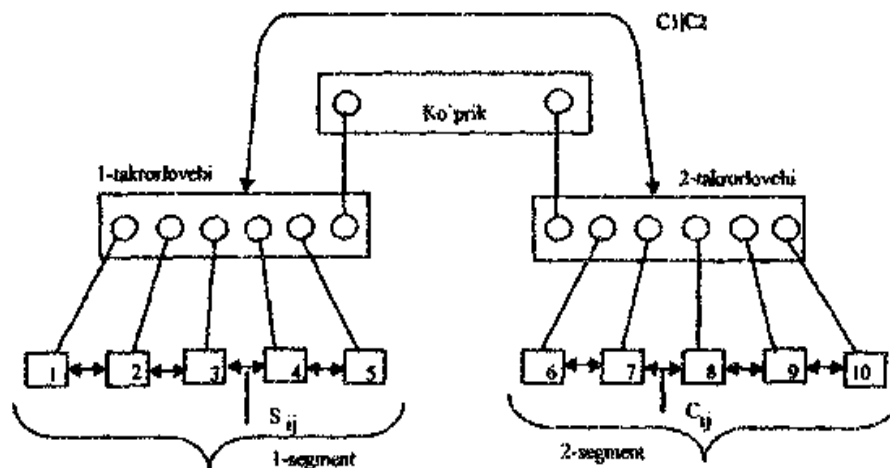 C1|C2
Ko`prik
1-takrorlovchi
2-takrorlovchi
1 2 3 4 5
6 7 8 9 10
S ij
C ij
1-segment
2-segment